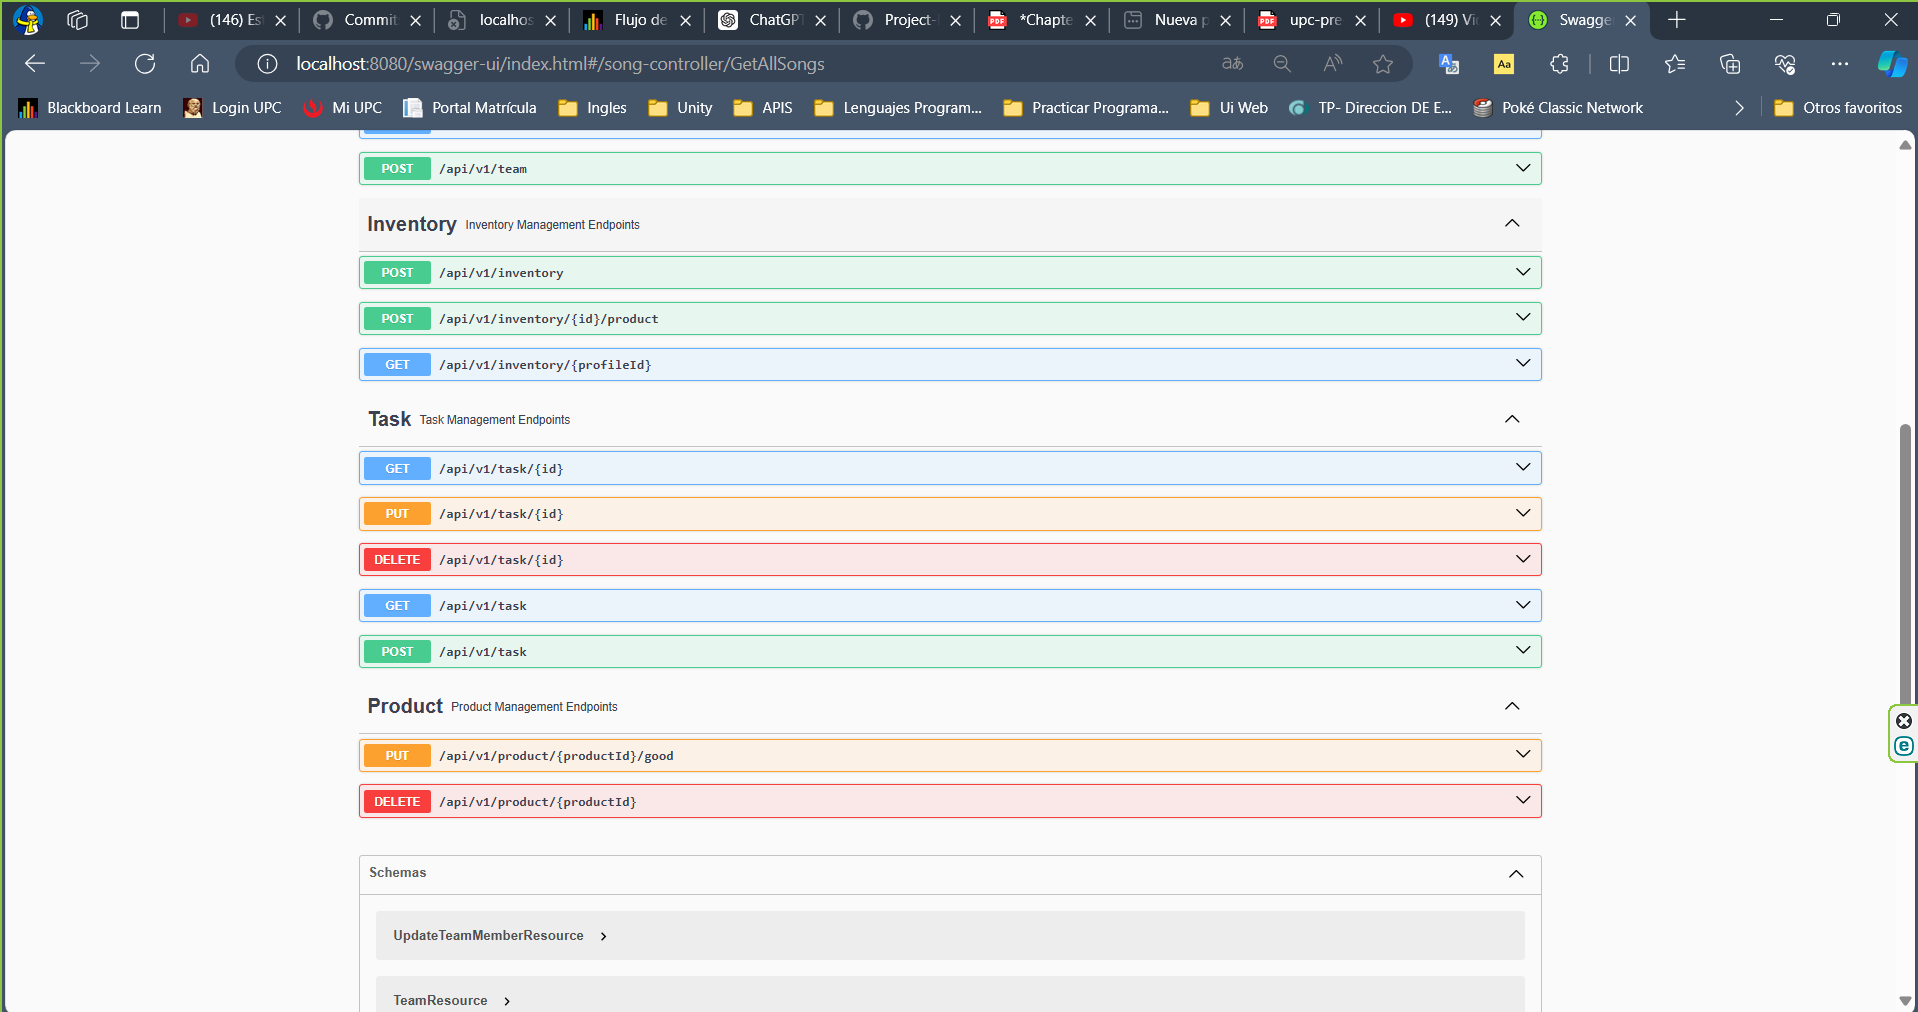 (146) Es
Commit
localhos
Flujo de
ChatGP
Project-
*Chapte
Nueva p
upc-pre
(149) Vi
Swagge
localhost:8080/swagger-ui/index.html#/song-controller/GetAllSongs
Blackboard Learn
Login UPC
Mi UPC
Portal Matrícula
Ingles
Unity
APIS
Lenguajes Program...
Practicar Programa...
Ui Web
TP- Direccion DE E...
Poké Classic Network
Otros favoritos
POST /api/v1/team
Inventory Inventory Management Endpoints
POST /api/v1/inventory
POST /api/v1/inventory/{id}/product
GET /api/v1/inventory/{profileId}
Task Task Management Endpoints
GET /api/v1/task/{id}
PUT /api/v1/task/{id}
DELETE /api/v1/task/{id}
GET /api/v1/task
POST /api/v1/task
Product Product Management Endpoints
PUT /api/v1/product/{productId}/good
DELETE /api/v1/product/{productId}
Schemas
UpdateTeamMemberResource
TeamResource